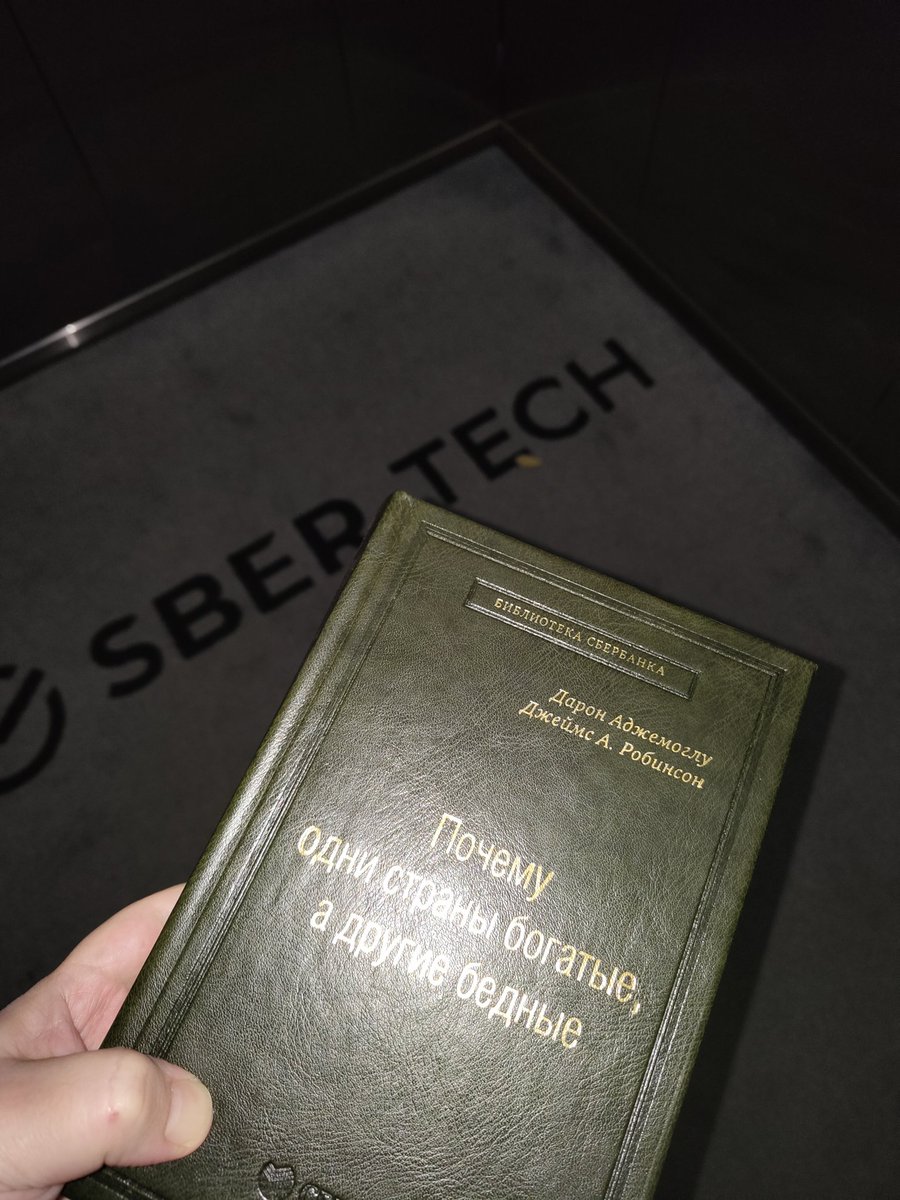 SBER TECH
БИБЛИОТЕКА СБЕРБАНКА
Дарон Аджемоглу
Джеймс А. Робинсон
Почему
одни страны богатые,
а другие бедные